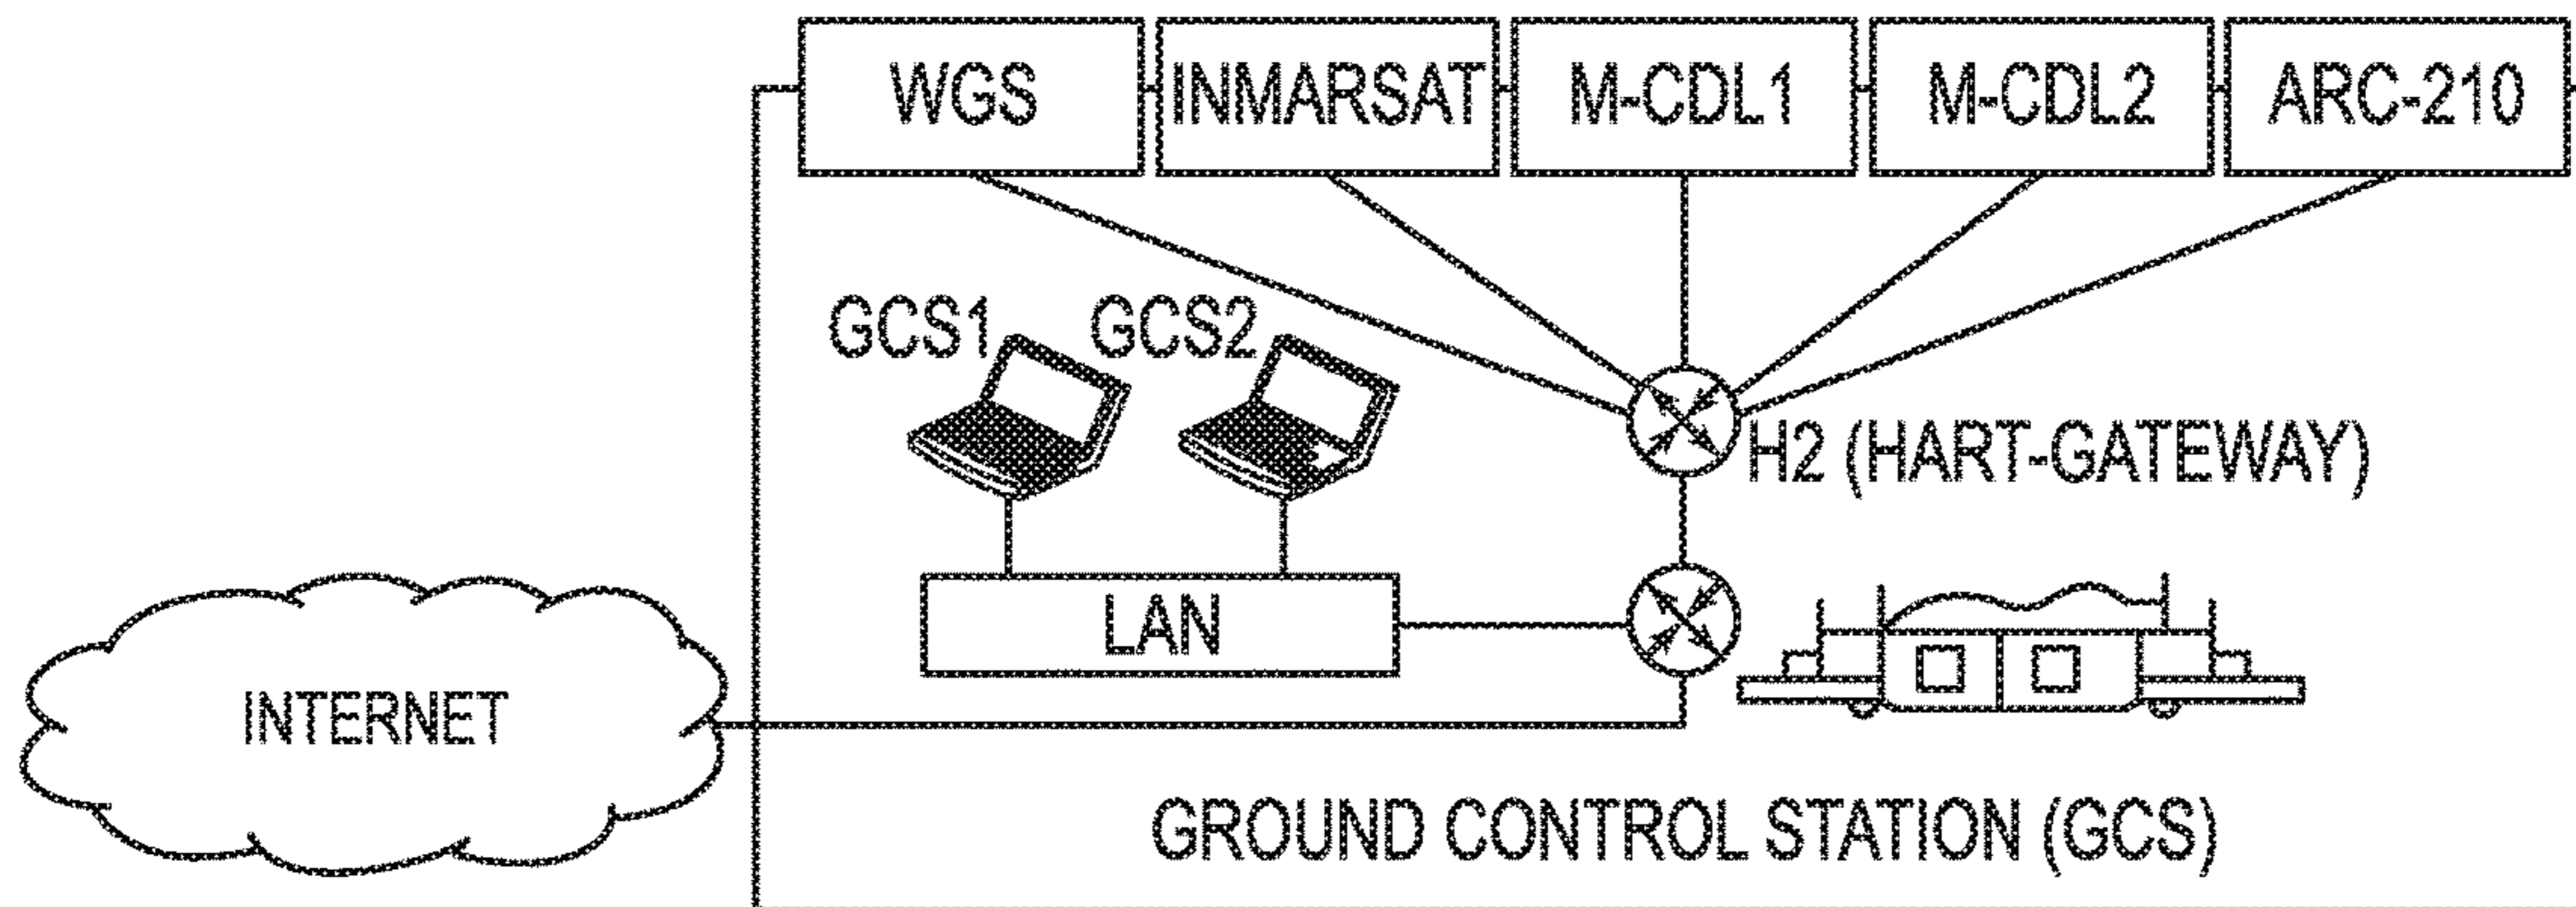 WGS
INMARSAT
M-CDL1
M-CDL2
ARC-210
GCS1
GCS2
H2 (HART-GATEWAY)
LAN
INTERNET
GROUND CONTROL STATION (GCS)